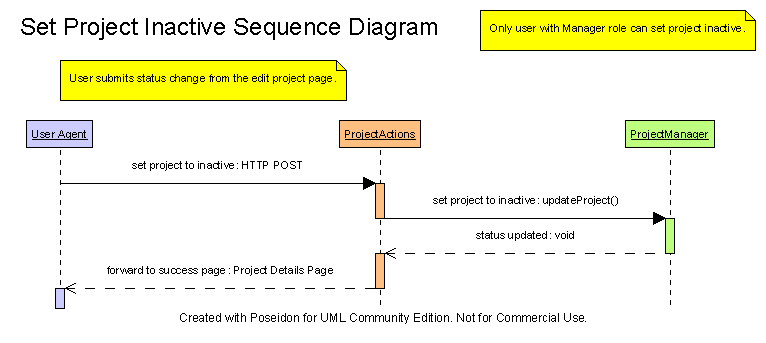 Set Project Inactive Sequence Diagram
Only user with Manager role can set project inactive.
User submits status change from the edit project page.
User Agent
ProjectActions
ProjectManager
set project to inactive : HTTP POST
set project to inactive : updateProject()
status updated : void
forward to success page : Project Details Page
Created with Poseidon for UML Community Edition. Not for Commercial Use.